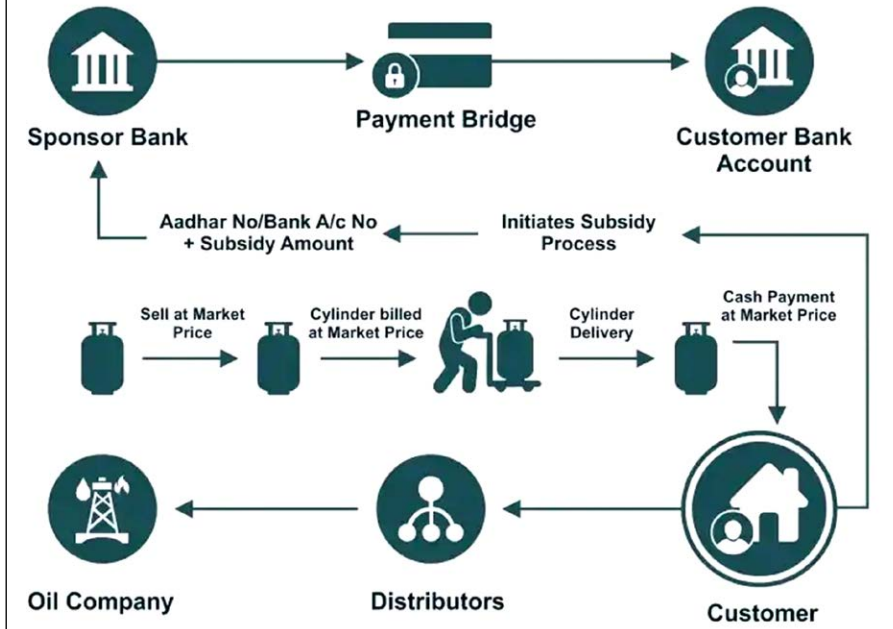 Sponsor Bank
Payment Bridge
Customer Bank
Account
Aadhar No/Bank A/c No
+ Subsidy Amount
Initiates Subsidy
Process
Sell at Market
Price
Cylinder billed
at Market Price
Cylinder
Delivery
Cash Payment
at Market Price
Oil Company
Distributors
Customer